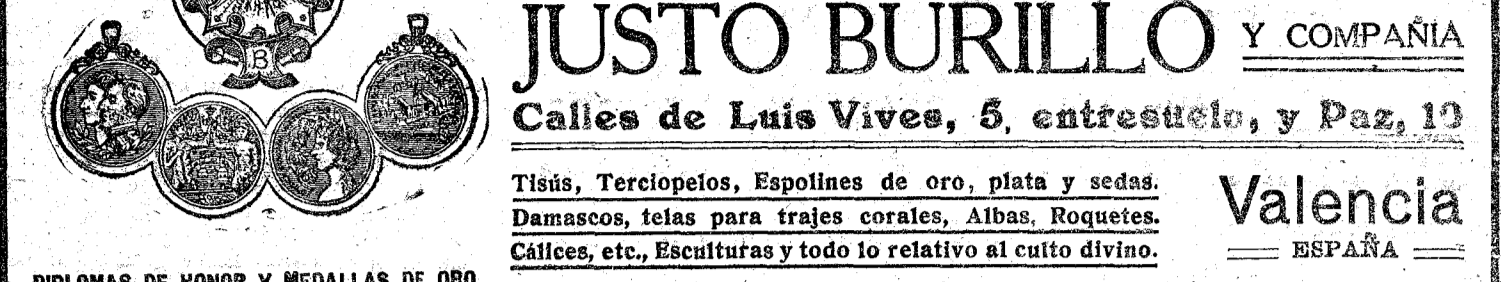 B
JUSTO BURILLO Y COMPAÑIA
Calles de Luis Vives, 5, entresuelo, y Paz, 10
Tisús, Terciopelos, Espolines de oro, plata y sedas.
Damascos, telas para trajes corales, Albas, Roquetes.
Cálices, etc., Esculturas y todo lo relativo al culto divino.
Valencia
ESPAÑA
DIPLOMAS DE HONOR Y MEDALLAS DE ORO